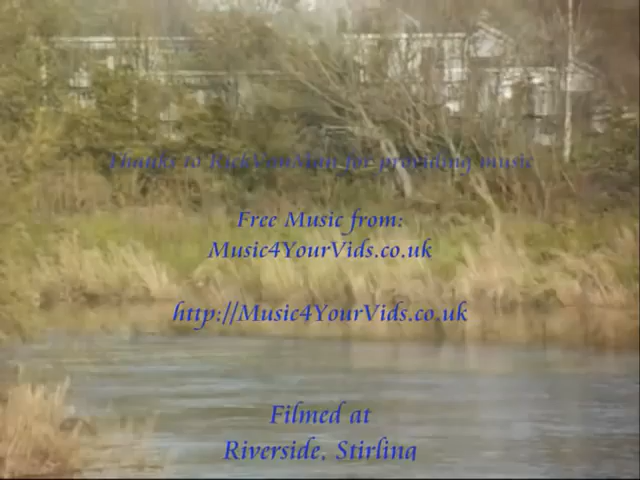 Thanks to for providing music
Free Music from:
Music4YourVids.co.uk
http://Music4YourVids.co.uk
Filmed at
Riverside, Stirling